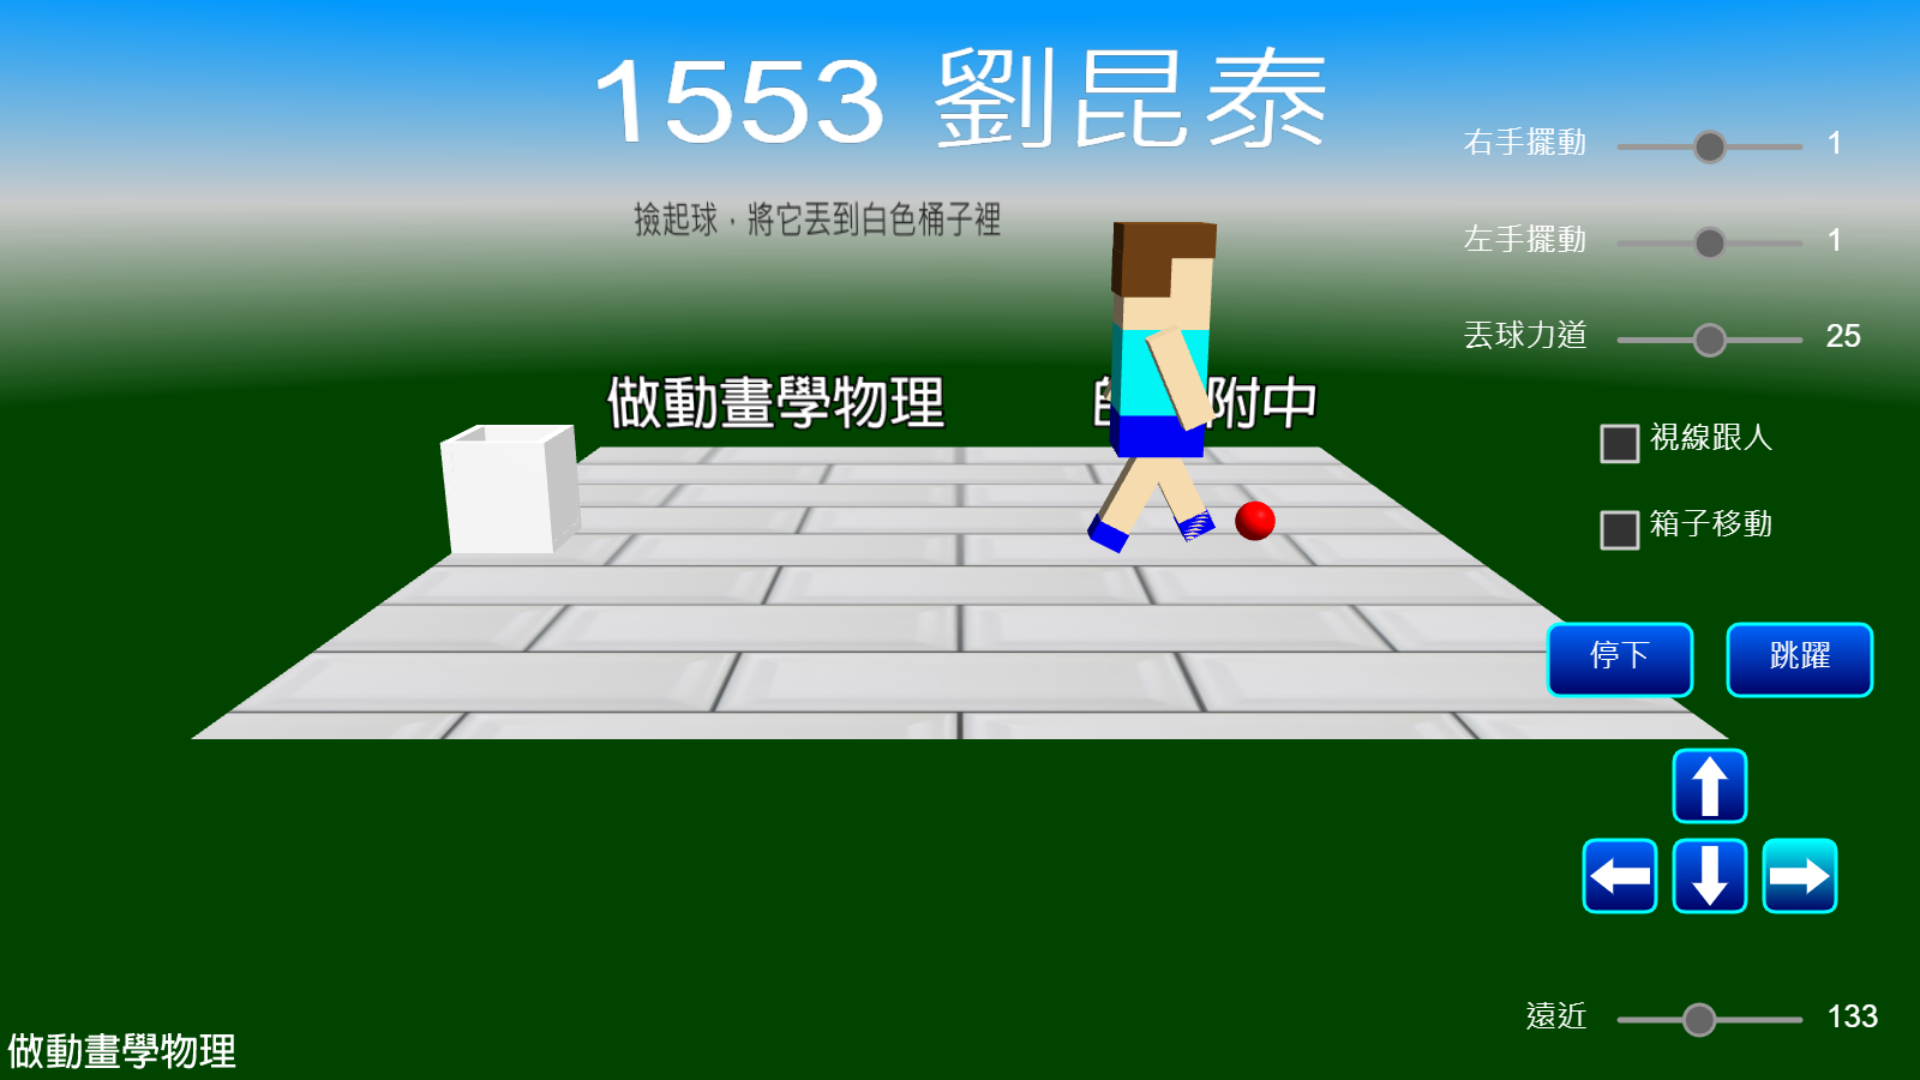 1553 劉昆泰
撿起球，將它丟到白色桶子裡
右手擺動 1
左手擺動 1
丟球力道 25
做動畫學物理
附中
視線跟人
箱子移動
停下
跳躍
遠近 133
做動畫學物理